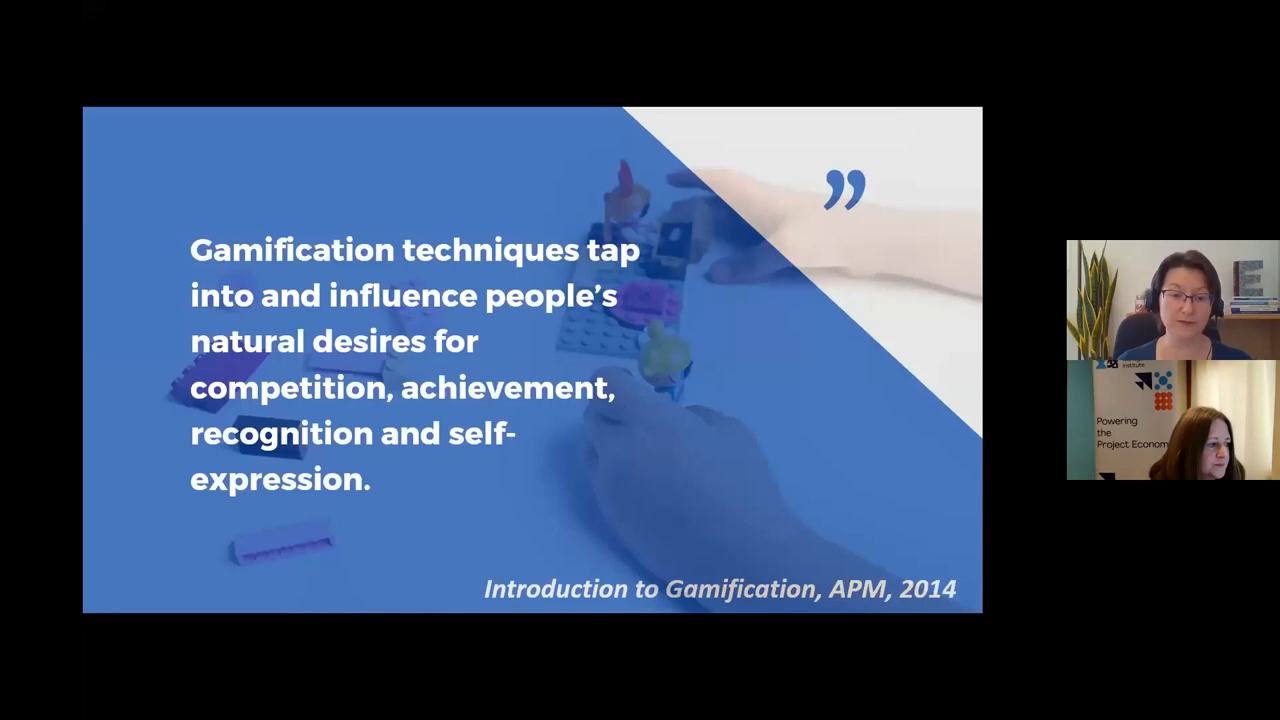 ”
Gamification techniques tap
into and influence people’s
natural desires for
competition, achievement,
recognition and self-
expression.
Introduction to Gamification, APM, 2014
E
institute
Powering
the
Project Econom